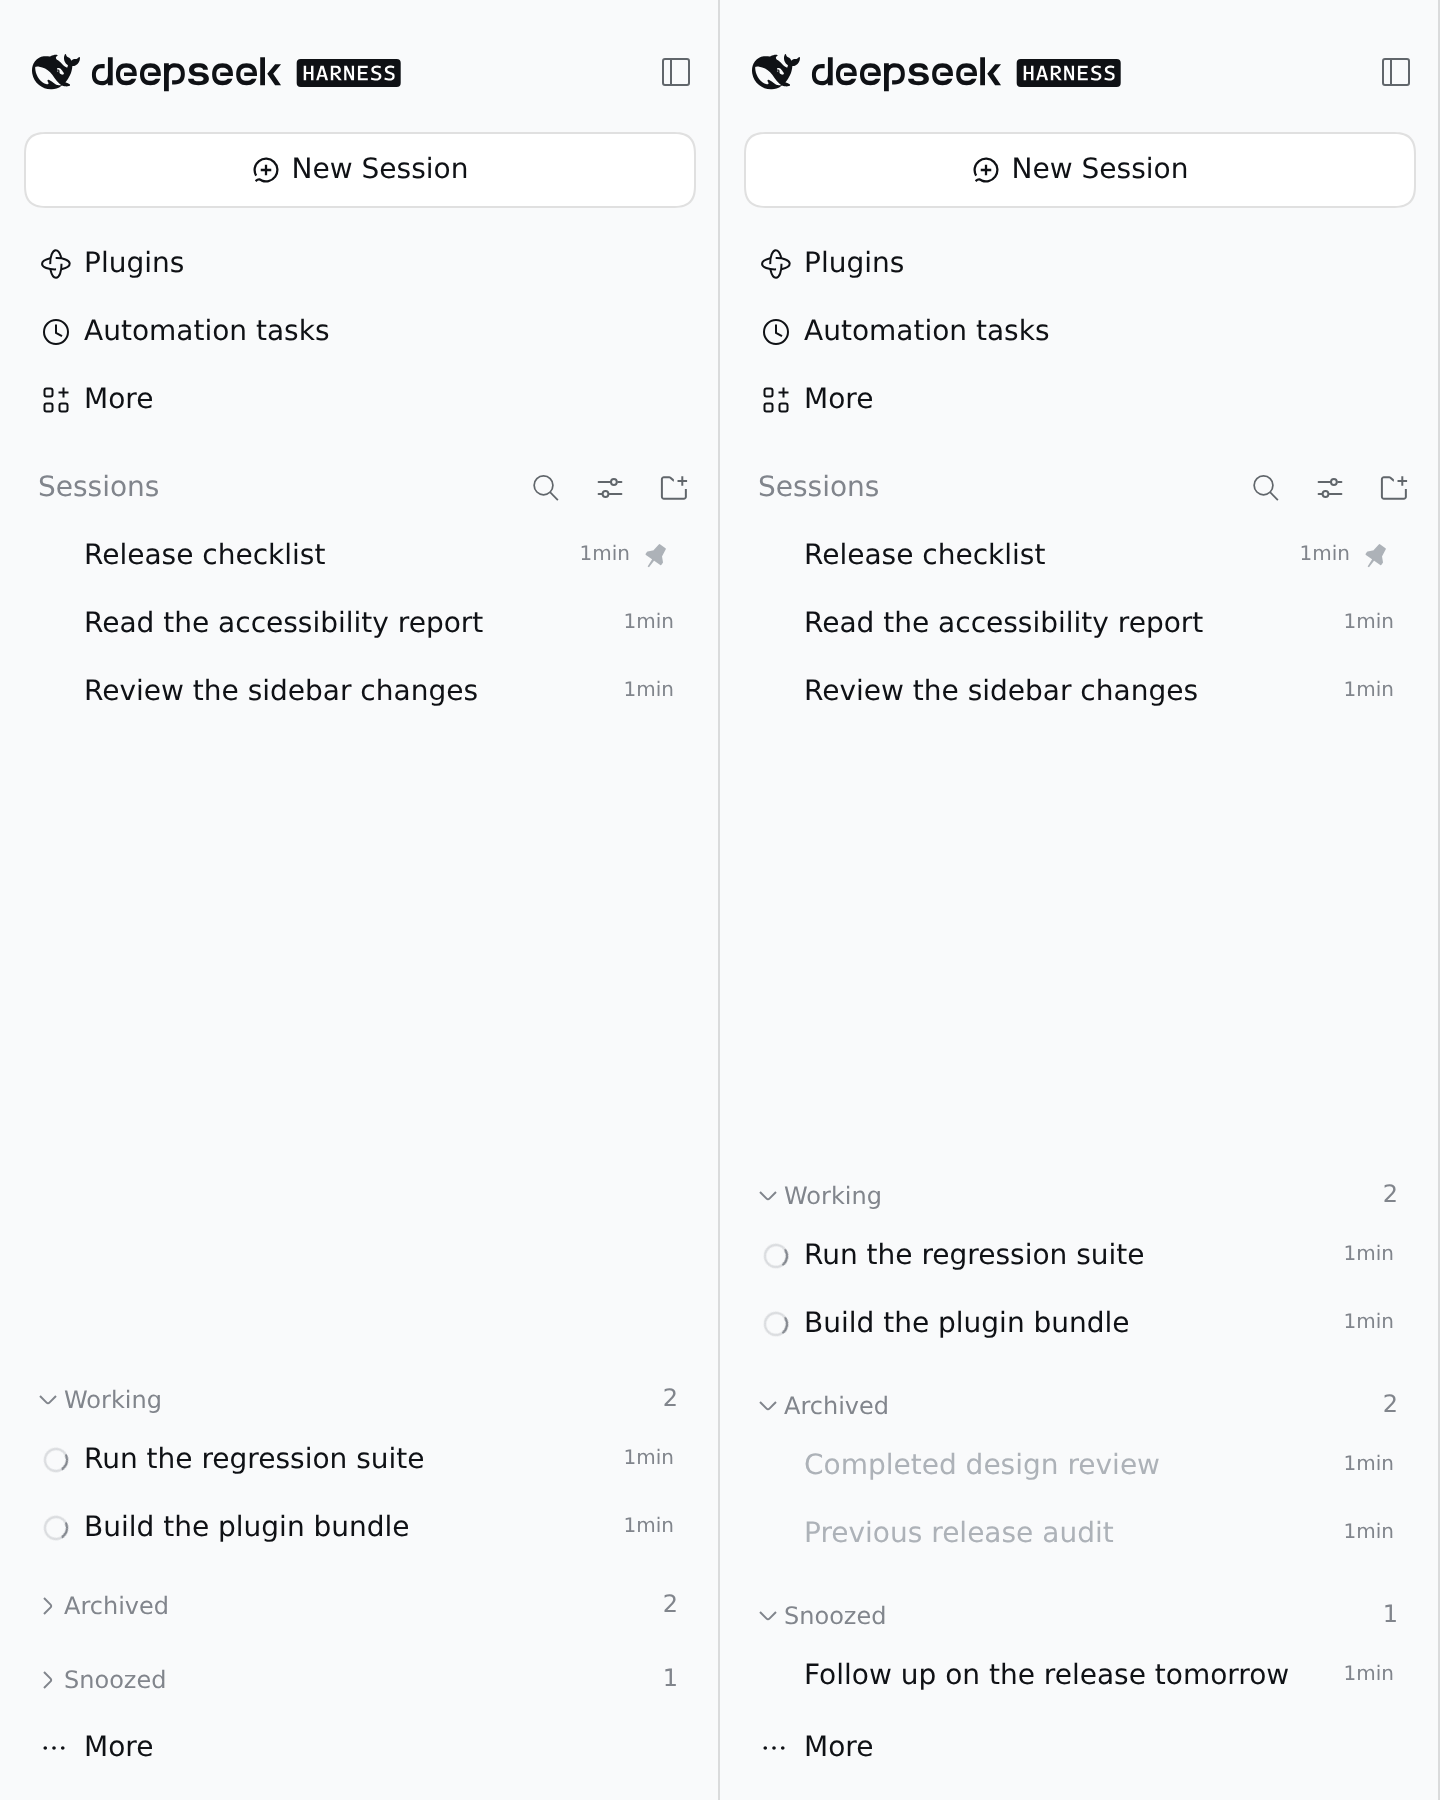 deepseek HARNESS
New Session
Plugins
Automation tasks
More
Sessions
Release checklist 1min
Read the accessibility report 1min
Review the sidebar changes 1min
Working 2
Run the regression suite 1min
Build the plugin bundle 1min
Archived 2
Snoozed 1
More
deepseek HARNESS
New Session
Plugins
Automation tasks
More
Sessions
Release checklist 1min
Read the accessibility report 1min
Review the sidebar changes 1min
Working 2
Run the regression suite 1min
Build the plugin bundle 1min
Archived 2
Completed design review 1min
Previous release audit 1min
Snoozed 1
Follow up on the release tomorrow 1min
More